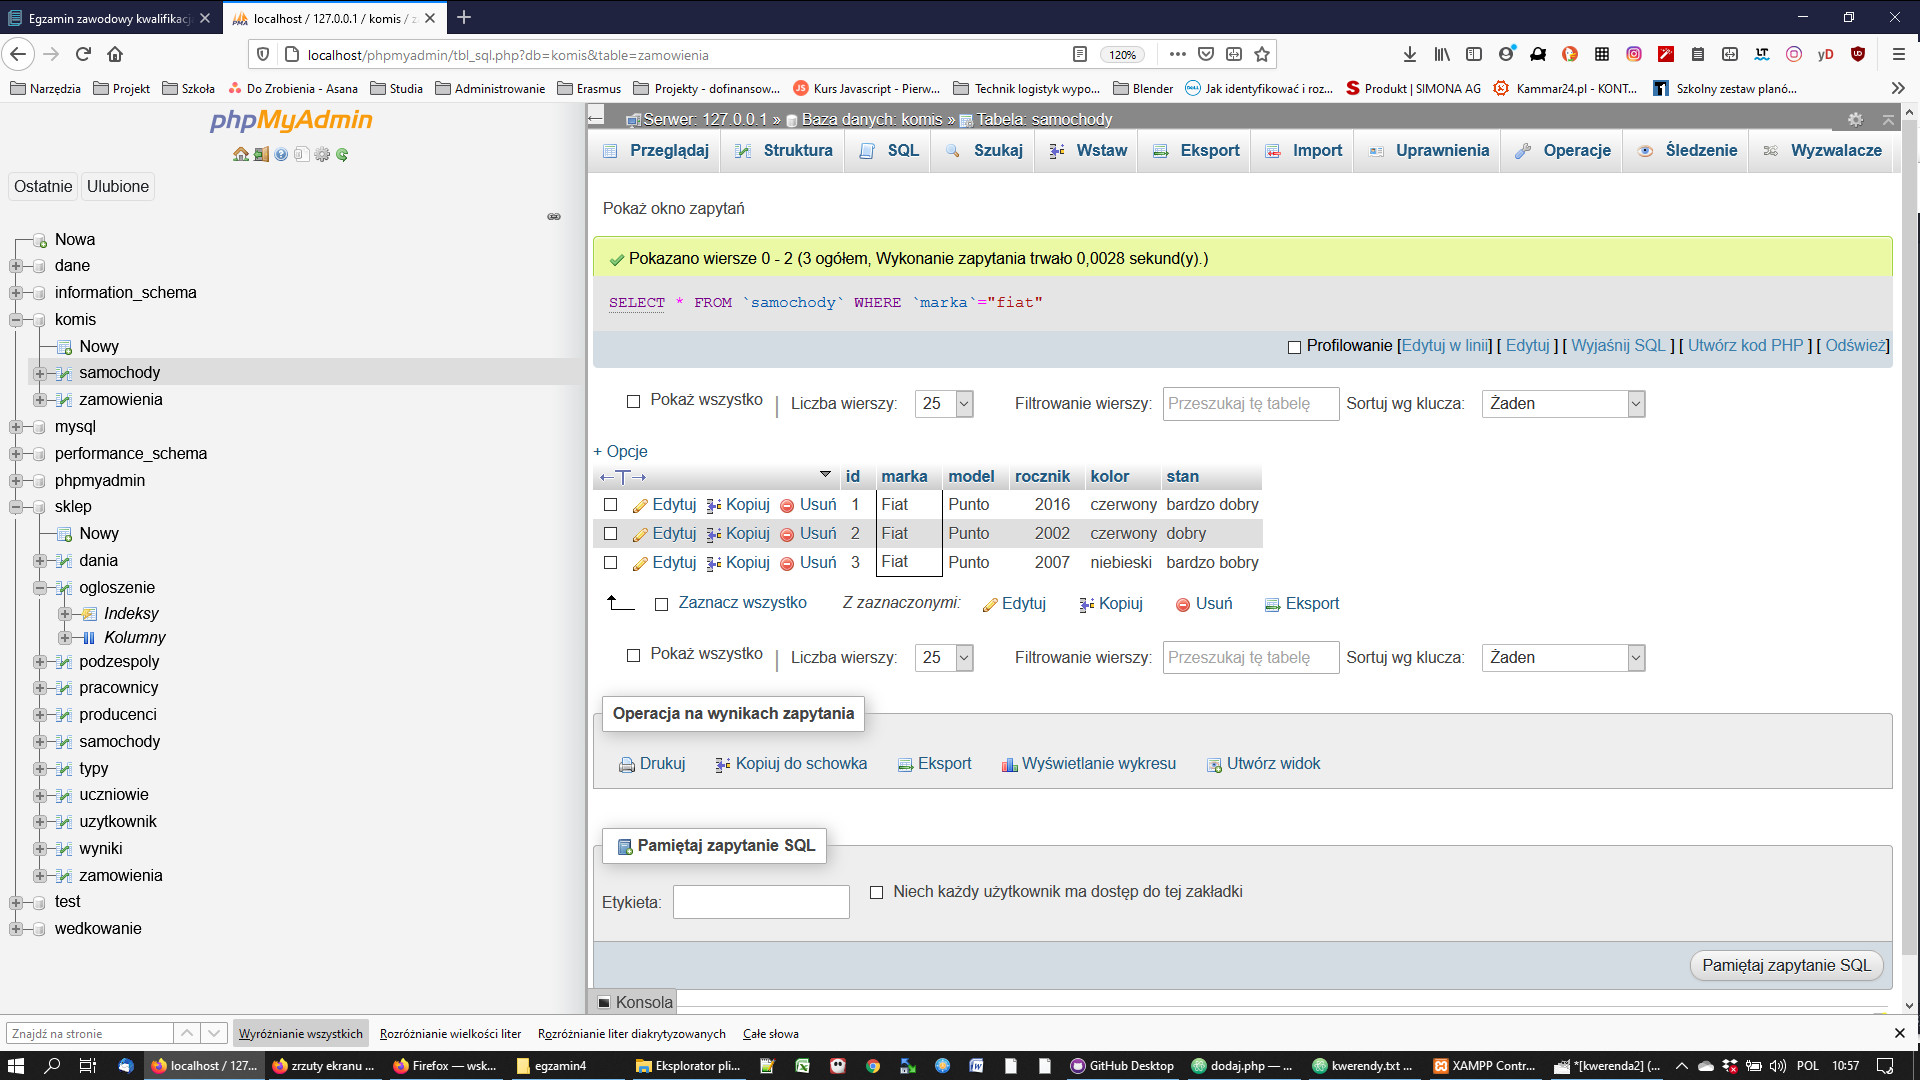 Egzamin zawodowy kwalifikacj
localhost / 127.0.0.1 / komis / z
localhost/phpmyadmin/tbl_sql.php?db=komis&table=zamowienia
120%
Narzędzia
Projekt
Szkoła
Do Zrobienia - Asana
Studia
Administrowanie
Erasmus
Projekty - dofinansow...
Kurs Javascript - Pierw...
Technik logistyk wypo...
Blender
Jak identyfikować i roz...
Produkt | SIMONA AG
Kammar24.pl - KONT...
Szkolny zestaw planó...
phpMyAdmin
Ostatnie
Ulubione
Nowa
dane
information_schema
komis
Nowy
samochody
zamowienia
mysql
performance_schema
phpmyadmin
sklep
Nowy
dania
ogloszenie
Indeksy
Kolumny
podzespoly
pracownicy
producenci
samochody
typy
uczniowie
uzytkownik
wyniki
zamowienia
test
wedkowanie
Serwer: 127.0.0.1 » Baza danych: komis » Tabela: samochody
Przeglądaj
Struktura
SQL
Szukaj
Wstaw
Eksport
Import
Uprawnienia
Operacje
Śledzenie
Wyzwalacze
Pokaż okno zapytań
Pokazano wiersze 0 - 2 (3 ogółem, Wykonanie zapytania trwało 0,0028 sekund(y).)
SELECT * FROM `samochody` WHERE `marka`="fiat"
Profilowanie [Edytuj w linii] [ Edytuj ] [ Wyjaśnij SQL ] [ Utwórz kod PHP ] [ Odśwież]
Pokaż wszystko | Liczba wierszy: 25 Filtrowanie wierszy: Przeszukaj tę tabelę Sortuj wg klucza: Żaden
+ Opcje
←T→ id marka model rocznik kolor stan
Edytuj Kopiuj Usuń 1 Fiat Punto 2016 czerwony bardzo dobry
Edytuj Kopiuj Usuń 2 Fiat Punto 2002 czerwony dobry
Edytuj Kopiuj Usuń 3 Fiat Punto 2007 niebieski bardzo bobry
Zaznacz wszystko Z zaznaczonymi: Edytuj Kopiuj Usuń Eksport
Pokaż wszystko | Liczba wierszy: 25 Filtrowanie wierszy: Przeszukaj tę tabelę Sortuj wg klucza: Żaden
Operacja na wynikach zapytania
Drukuj Kopiuj do schowka Eksport Wyświetlanie wykresu Utwórz widok
Pamiętaj zapytanie SQL
Etykieta: Niech każdy użytkownik ma dostęp do tej zakładki
Pamiętaj zapytanie SQL
Konsola
Znajdź na stronie
Wyróżnianie wszystkich
Rozróżnianie wielkości liter
Rozróżnianie liter diakrytyzowanych
Całe słowa
localhost / 127...
zrzuty ekranu ...
Firefox — wsk...
egzamin4
Eksplorator pli...
GitHub Desktop
dodaj.php — ...
kwerendy.txt ...
XAMPP Contr...
*[kwerenda2] (...
POL
10:57